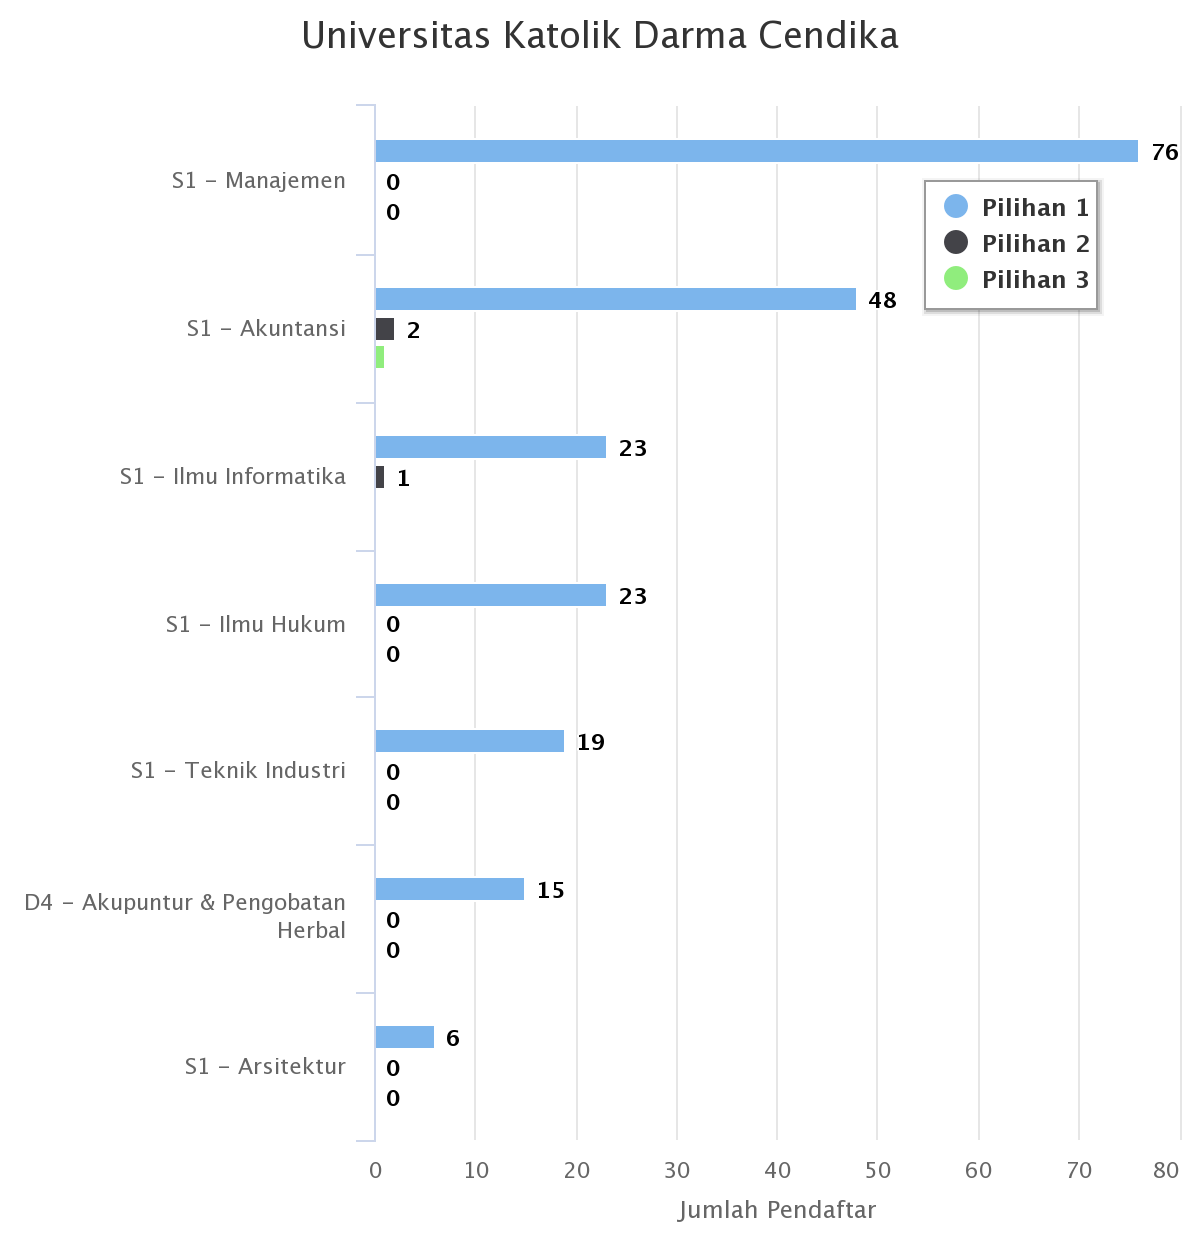 Universitas Katolik Darma Cendika
S1 – Manajemen
76
0
0
Pilihan 1
Pilihan 2
Pilihan 3
S1 – Akuntansi
48
2
S1 – Ilmu Informatika
23
1
S1 – Ilmu Hukum
23
0
0
S1 – Teknik Industri
19
0
0
D4 – Akupuntur & Pengobatan
Herbal
15
0
0
S1 – Arsitektur
6
0
0
0 10 20 30 40 50 60 70 80
Jumlah Pendaftar